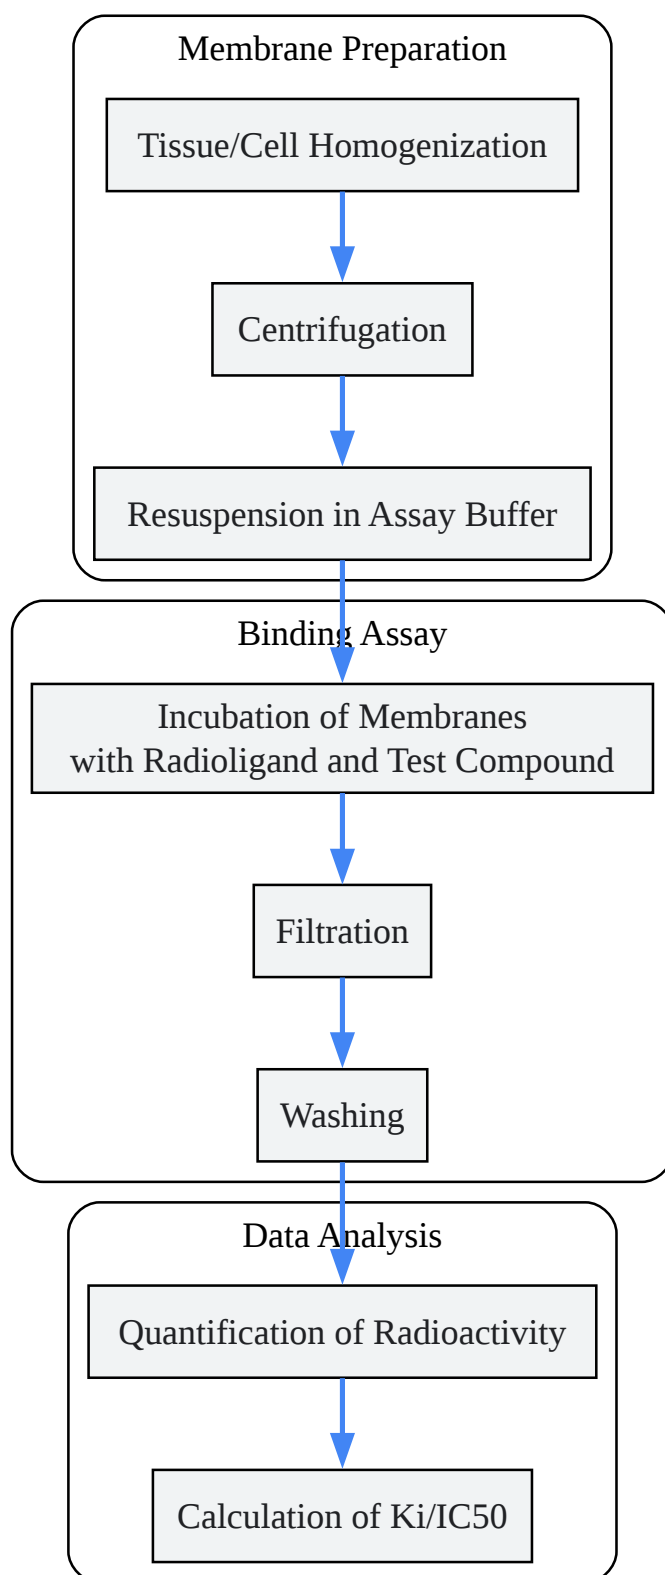 Membrane Preparation
Tissue/Cell Homogenization
Centrifugation
Resuspension in Assay Buffer
Binding Assay
Incubation of Membranes
with Radioligand and Test Compound
Filtration
Washing
Data Analysis
Quantification of Radioactivity
Calculation of Ki/IC50